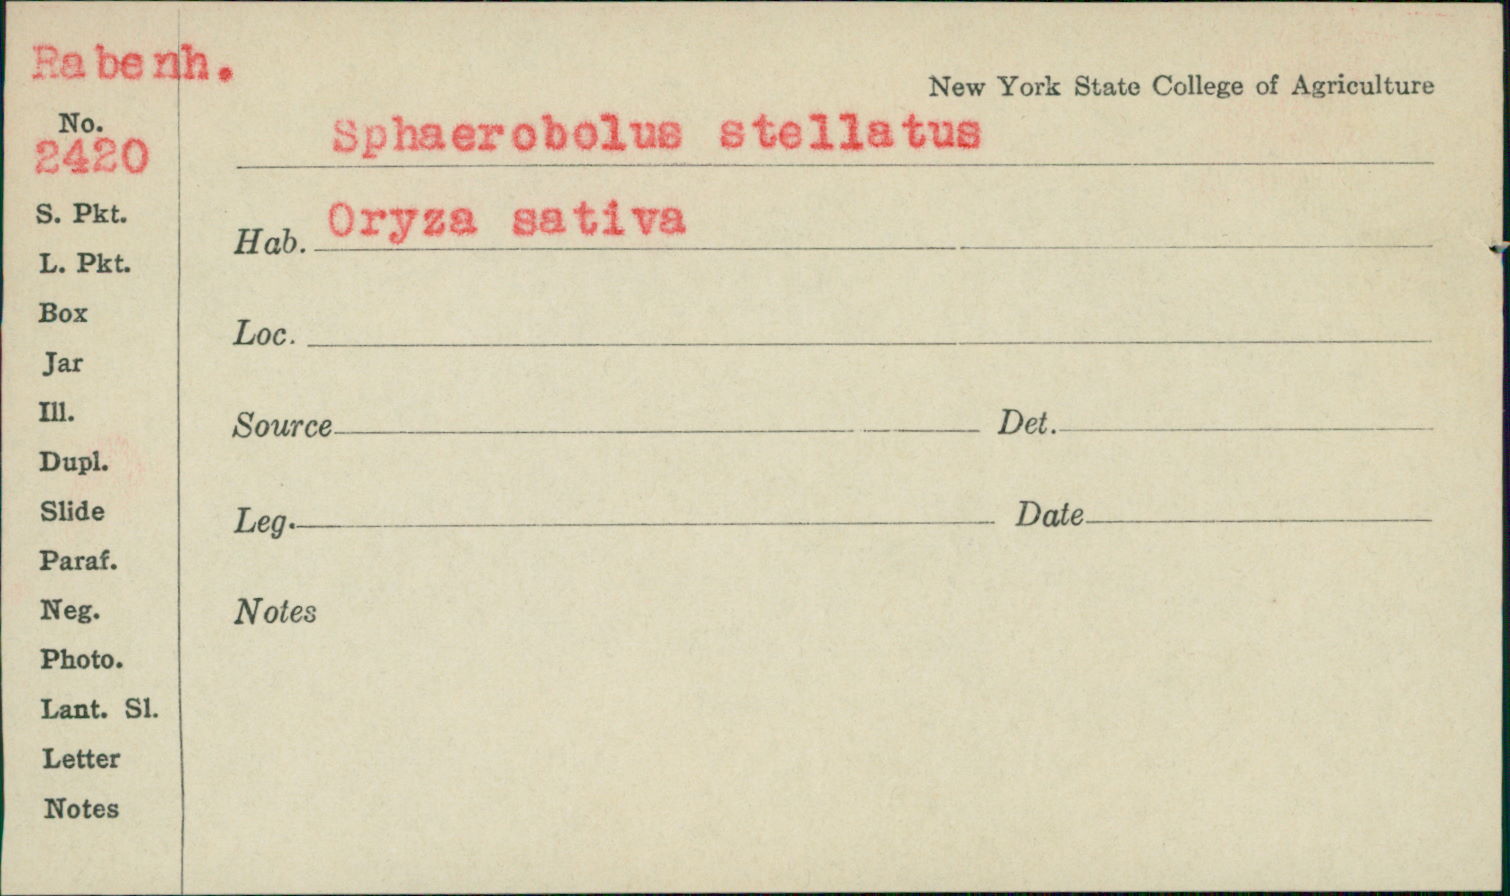 Rabenh.
New York State College of Agriculture
No.
2420
Sphaerobolus stellatus
S. Pkt.
Hab. Oryza sativa
L. Pkt.
Box
Loc.
Jar
Ill.
Source Det.
Dupl.
Slide
Leg. Date
Paraf.
Neg.
Notes
Photo.
Lant. Sl.
Letter
Notes